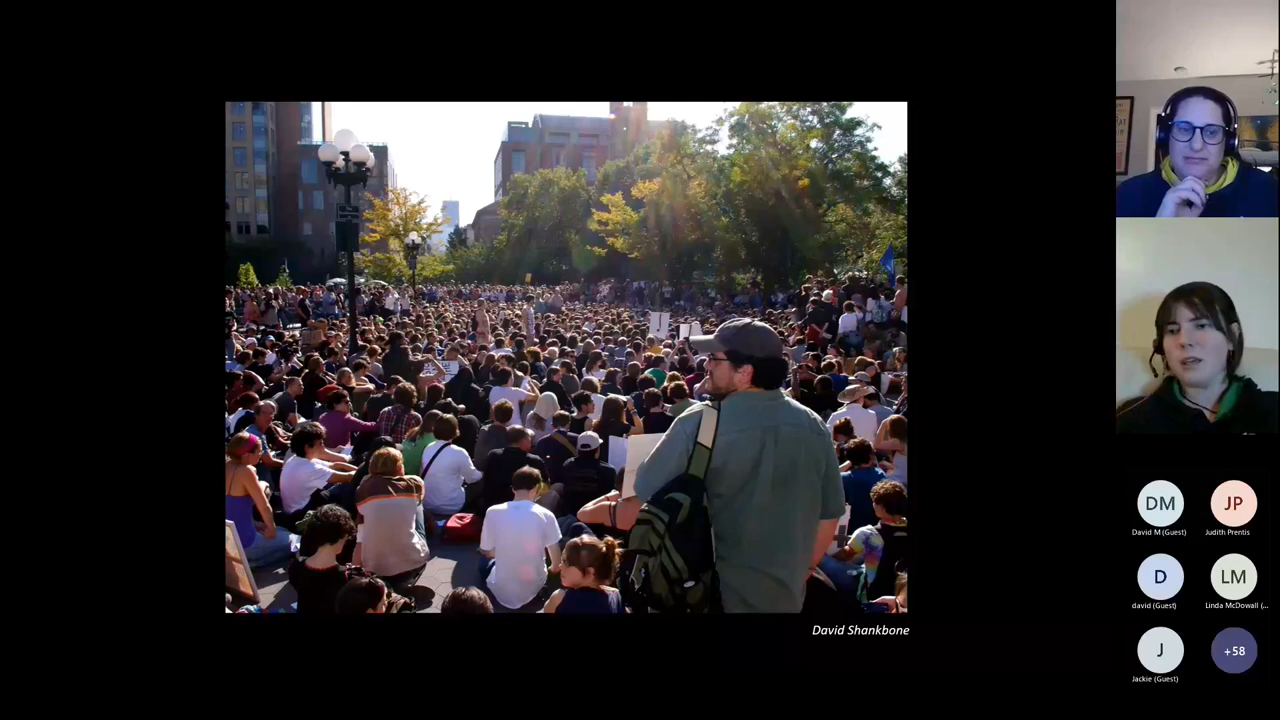 David Shankbone
DM
David M (Guest)
JP
Judith Prentis
D
david (Guest)
LM
Linda McDowall (...
J
Jackie (Guest)
+58